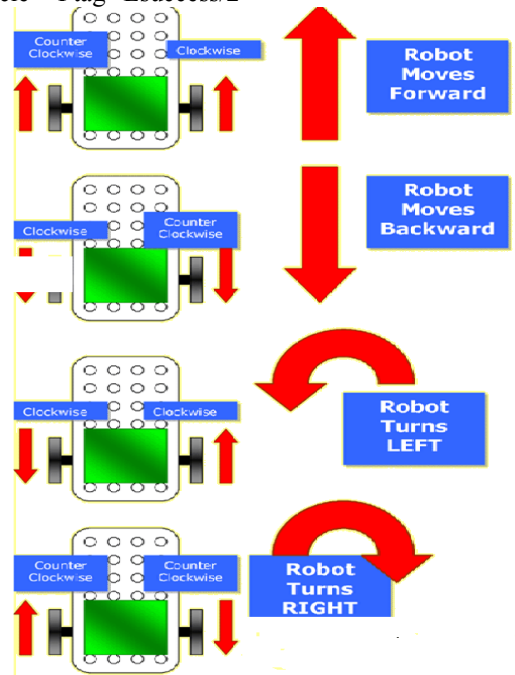 Counter
Clockwise
Clockwise
Robot
Moves
Forward
Clockwise
Counter
Clockwise
Robot
Moves
Backward
Clockwise
Clockwise
Robot
Turns
LEFT
Counter
Clockwise
Counter
Clockwise
Robot
Turns
RIGHT